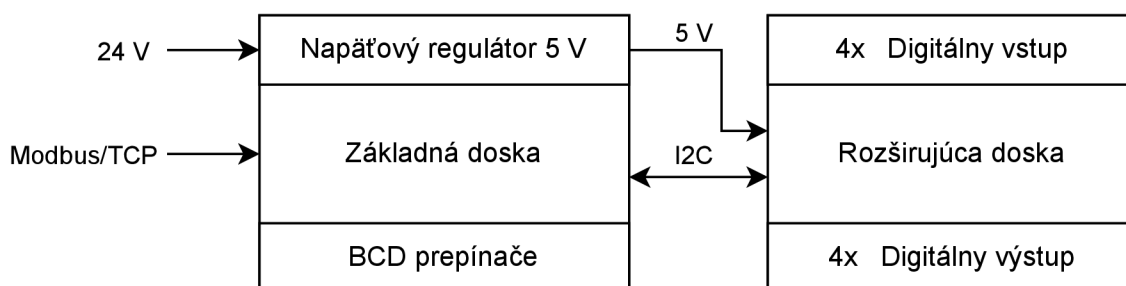 24 V
Napäťový regulátor 5 V
5 V
4x Digitálny vstup
Modbus/TCP
Základná doska
I2C
Rozširujúca doska
BCD prepínače
4x Digitálny výstup